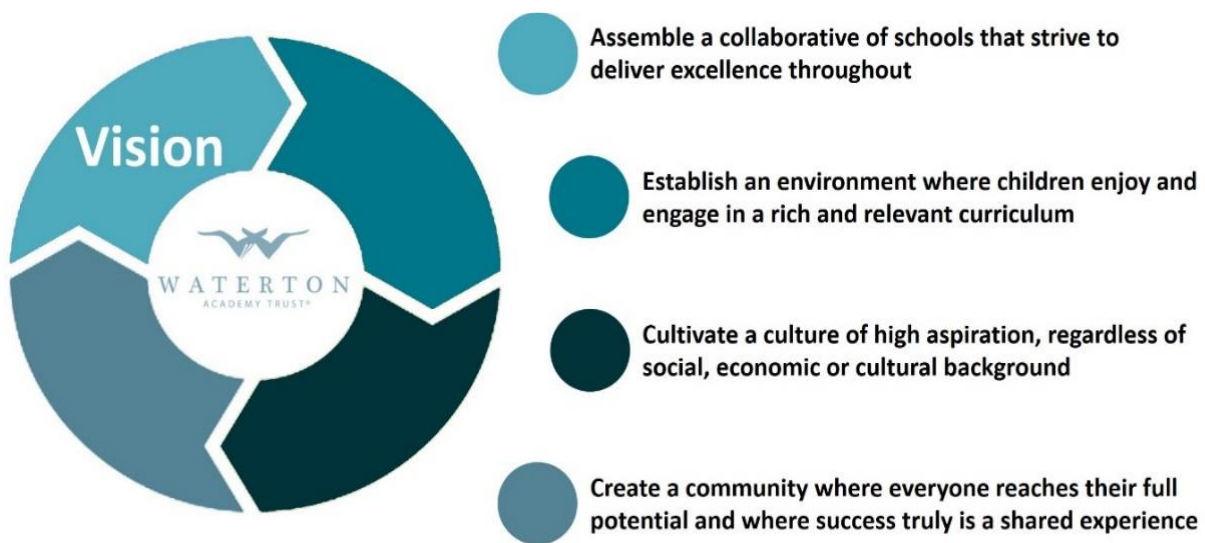 Vision
WATERTON
ACADEMY TRUST®
Assemble a collaborative of schools that strive to
deliver excellence throughout
Establish an environment where children enjoy and
engage in a rich and relevant curriculum
Cultivate a culture of high aspiration, regardless of
social, economic or cultural background
Create a community where everyone reaches their full
potential and where success truly is a shared experience